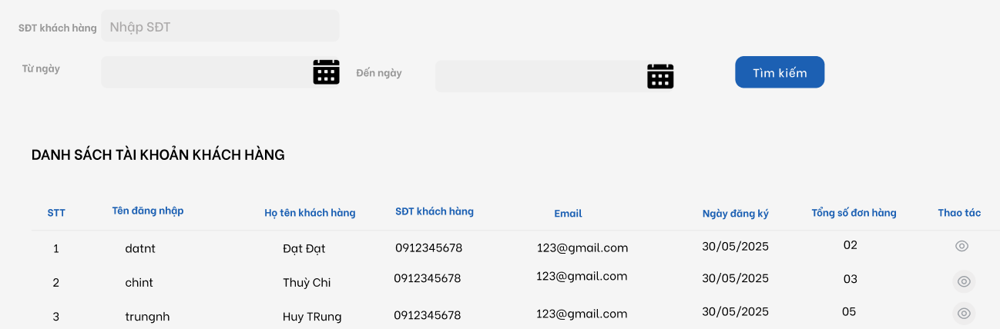 SĐT khách hàng Nhập SĐT
Từ ngày Đến ngày Tìm kiếm
DANH SÁCH TÀI KHOẢN KHÁCH HÀNG
STT Tên đăng nhập Họ tên khách hàng SĐT khách hàng Email Ngày đăng ký Tổng số đơn hàng Thao tác
1 datnt Đạt Đạt 0912345678 123@gmail.com 30/05/2025 02
2 chint Thuỳ Chi 0912345678 123@gmail.com 30/05/2025 03
3 trungnh Huy TRung 0912345678 123@gmail.com 30/05/2025 05